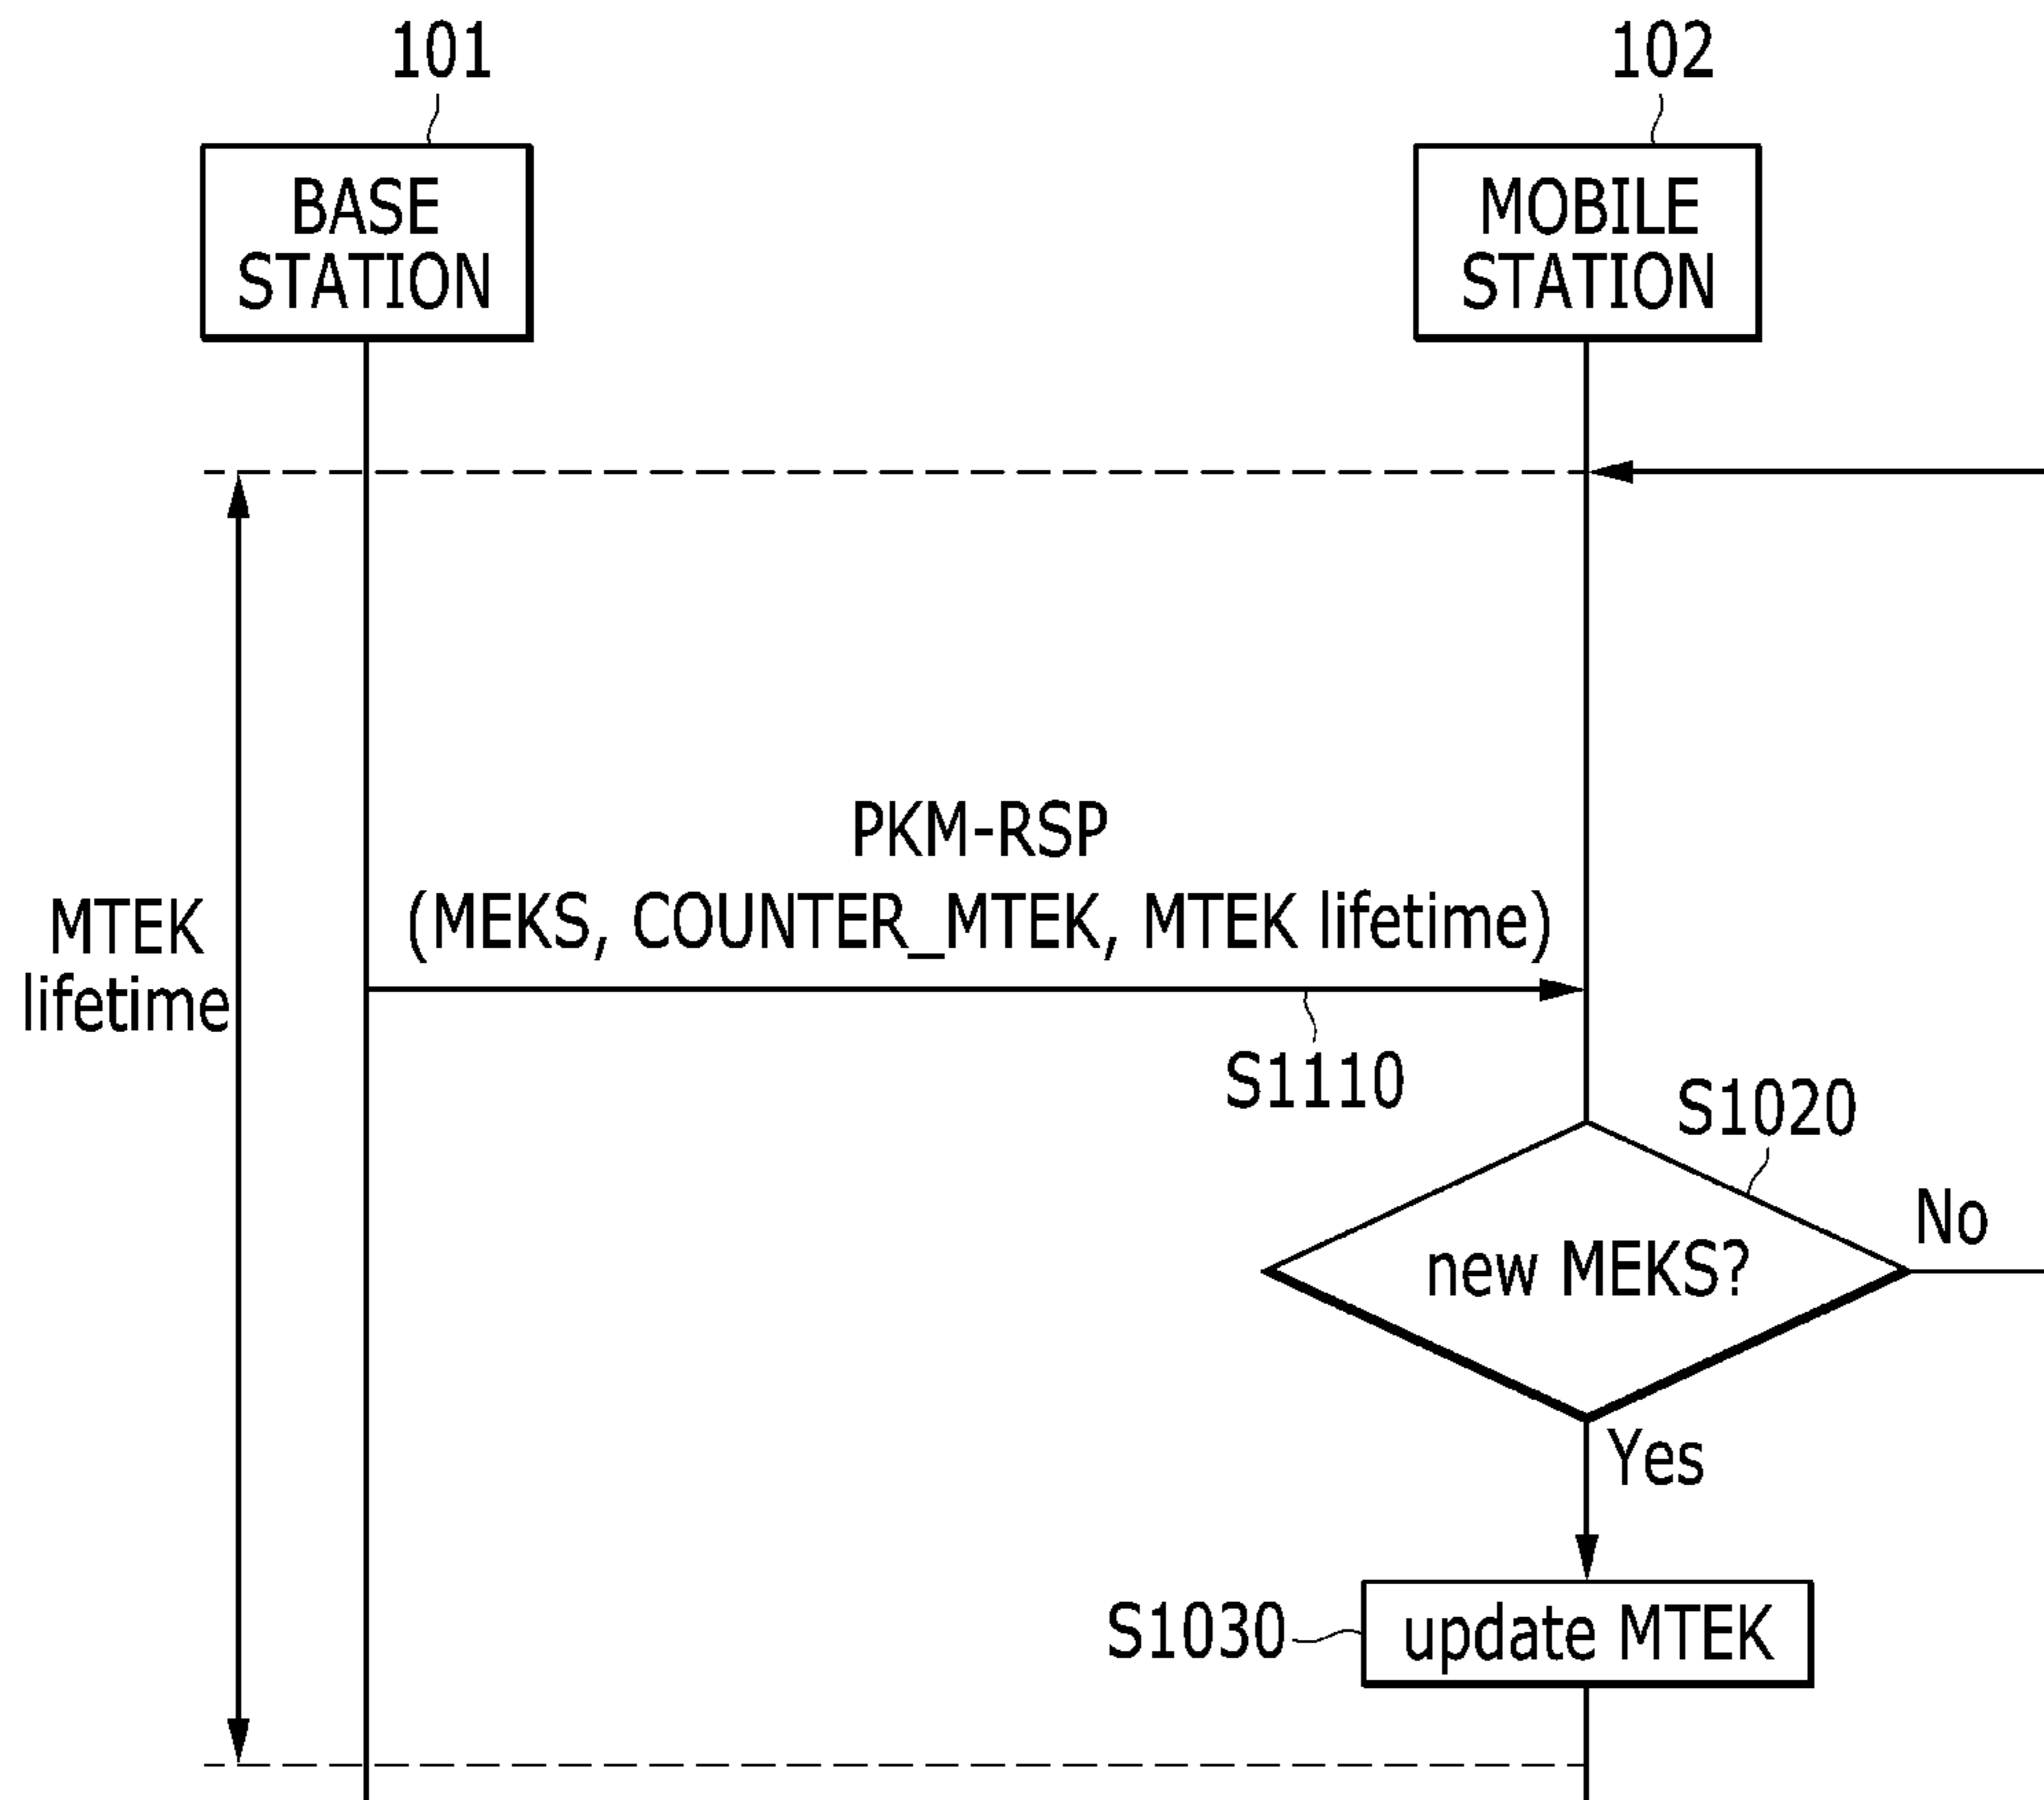 101
102
BASE
STATION
MOBILE
STATION
PKM-RSP
(MEKS, COUNTER_MTEK, MTEK lifetime)
MTEK
lifetime
S1110
S1020
No
new MEKS?
Yes
S1030
update MTEK